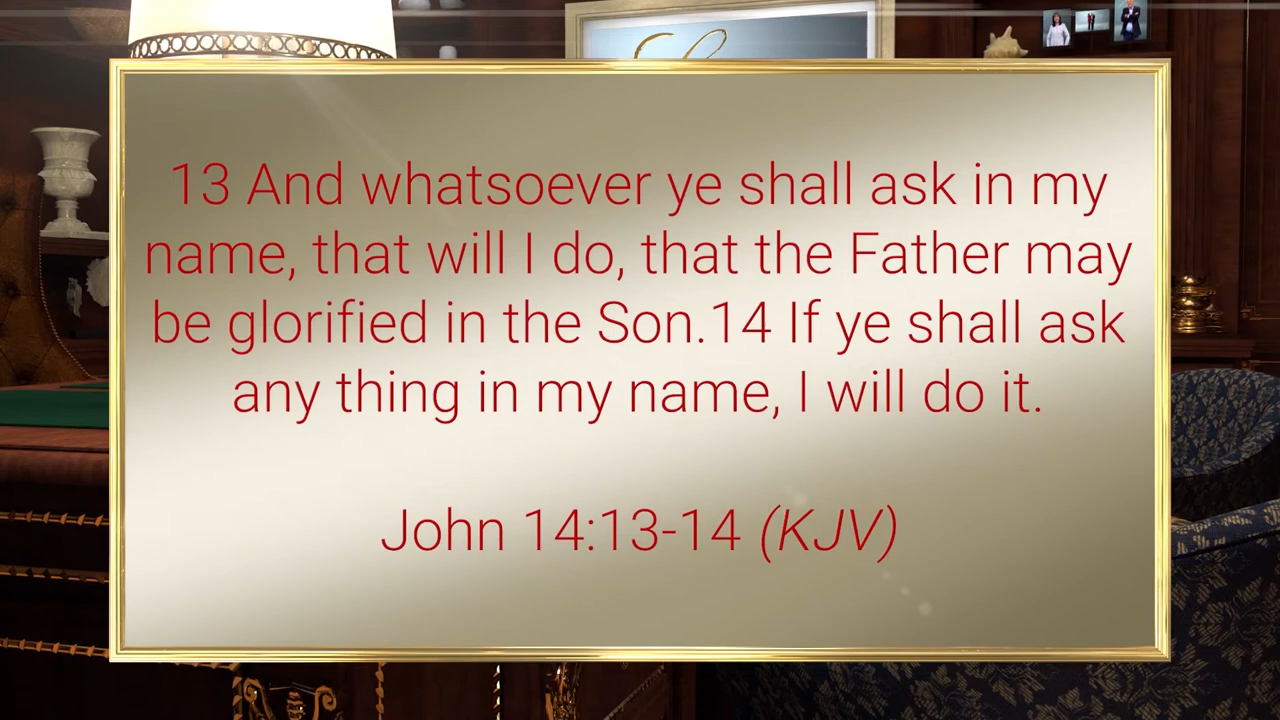 13 And whatsoever ye shall ask in my
name, that will I do, that the Father may
be glorified in the Son.14 If ye shall ask
any thing in my name, I will do it.
John 14:13-14 (KJV)